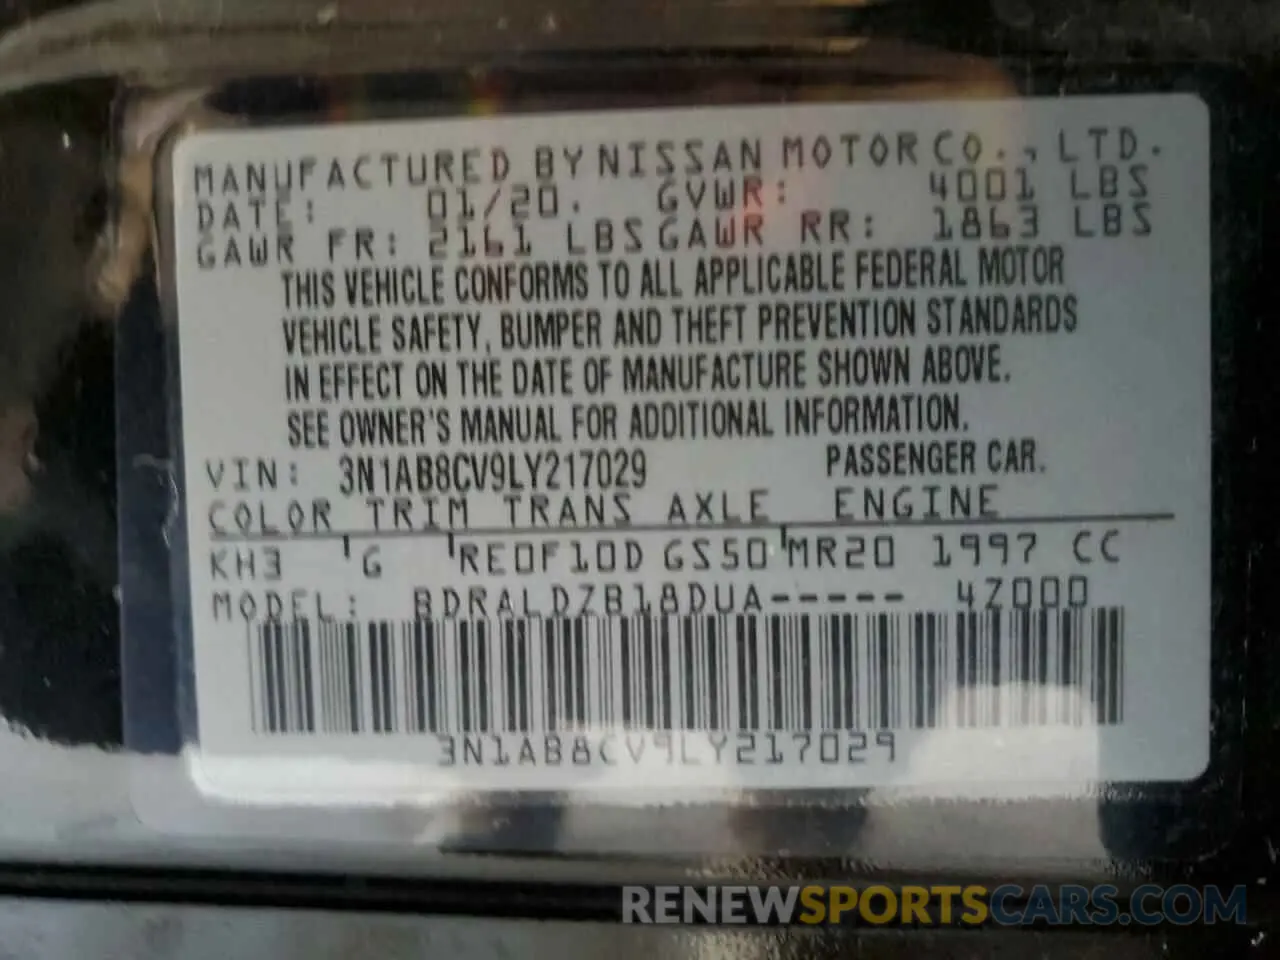 MANUFACTURED BY NISSAN MOTOR CO., LTD.
DATE: 01/20. GVWR: 4001 LBS
GAWR FR: 2161 LBS GAWR RR: 1863 LBS
THIS VEHICLE CONFORMS TO ALL APPLICABLE FEDERAL MOTOR
VEHICLE SAFETY, BUMPER AND THEFT PREVENTION STANDARDS
IN EFFECT ON THE DATE OF MANUFACTURE SHOWN ABOVE.
SEE OWNER'S MANUAL FOR ADDITIONAL INFORMATION.
VIN: 3N1AB8CV9LY217029 PASSENGER CAR.
COLOR TRIM TRANS AXLE ENGINE
KH3 G RE0F10D GS50 MR20 1997 CC
MODEL: BDRALDZB18DUA----- 4Z000
3N1AB8CV9LY217029
RENEWSPORTSCARS.COM